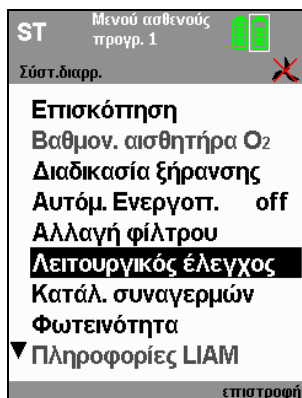 ST
Μενού ασθενούς
προγρ. 1
Σύστ.διαρρ.
Επισκόπηση
Βαθμον. αισθητήρα O2
Διαδικασία ξήρανσης
Αυτόμ. Ενεργοπ. off
Αλλαγή φίλτρου
Λειτουργικός έλεγχος
Κατάλ. συναγερμών
Φωτεινότητα
Πληροφορίες LIAM
επιστροφή